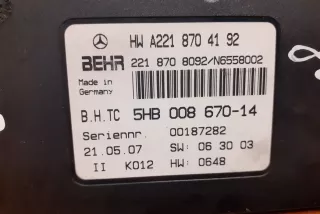 HW A221 870 41 92
BEHR 221 870 8092/N6558002
Made in
Germany
B.H.TC 5HB 008 670-14
Seriennr. 00187282
21.05.07 SW: 06 30 03
II K012 HW: 0648